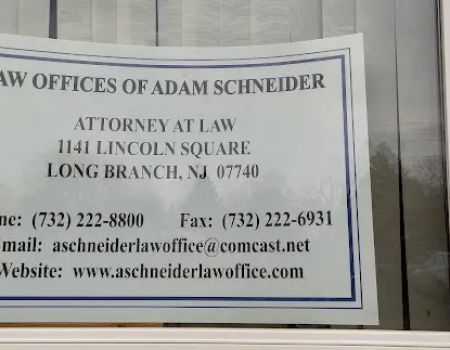 AW OFFICES OF ADAM SCHNEIDER
ATTORNEY AT LAW
1141 LINCOLN SQUARE
LONG BRANCH, NJ 07740
ne: (732) 222-8800 Fax: (732) 222-6931
mail: aschneiderlawoffice@comcast.net
Website: www.aschneiderlawoffice.com